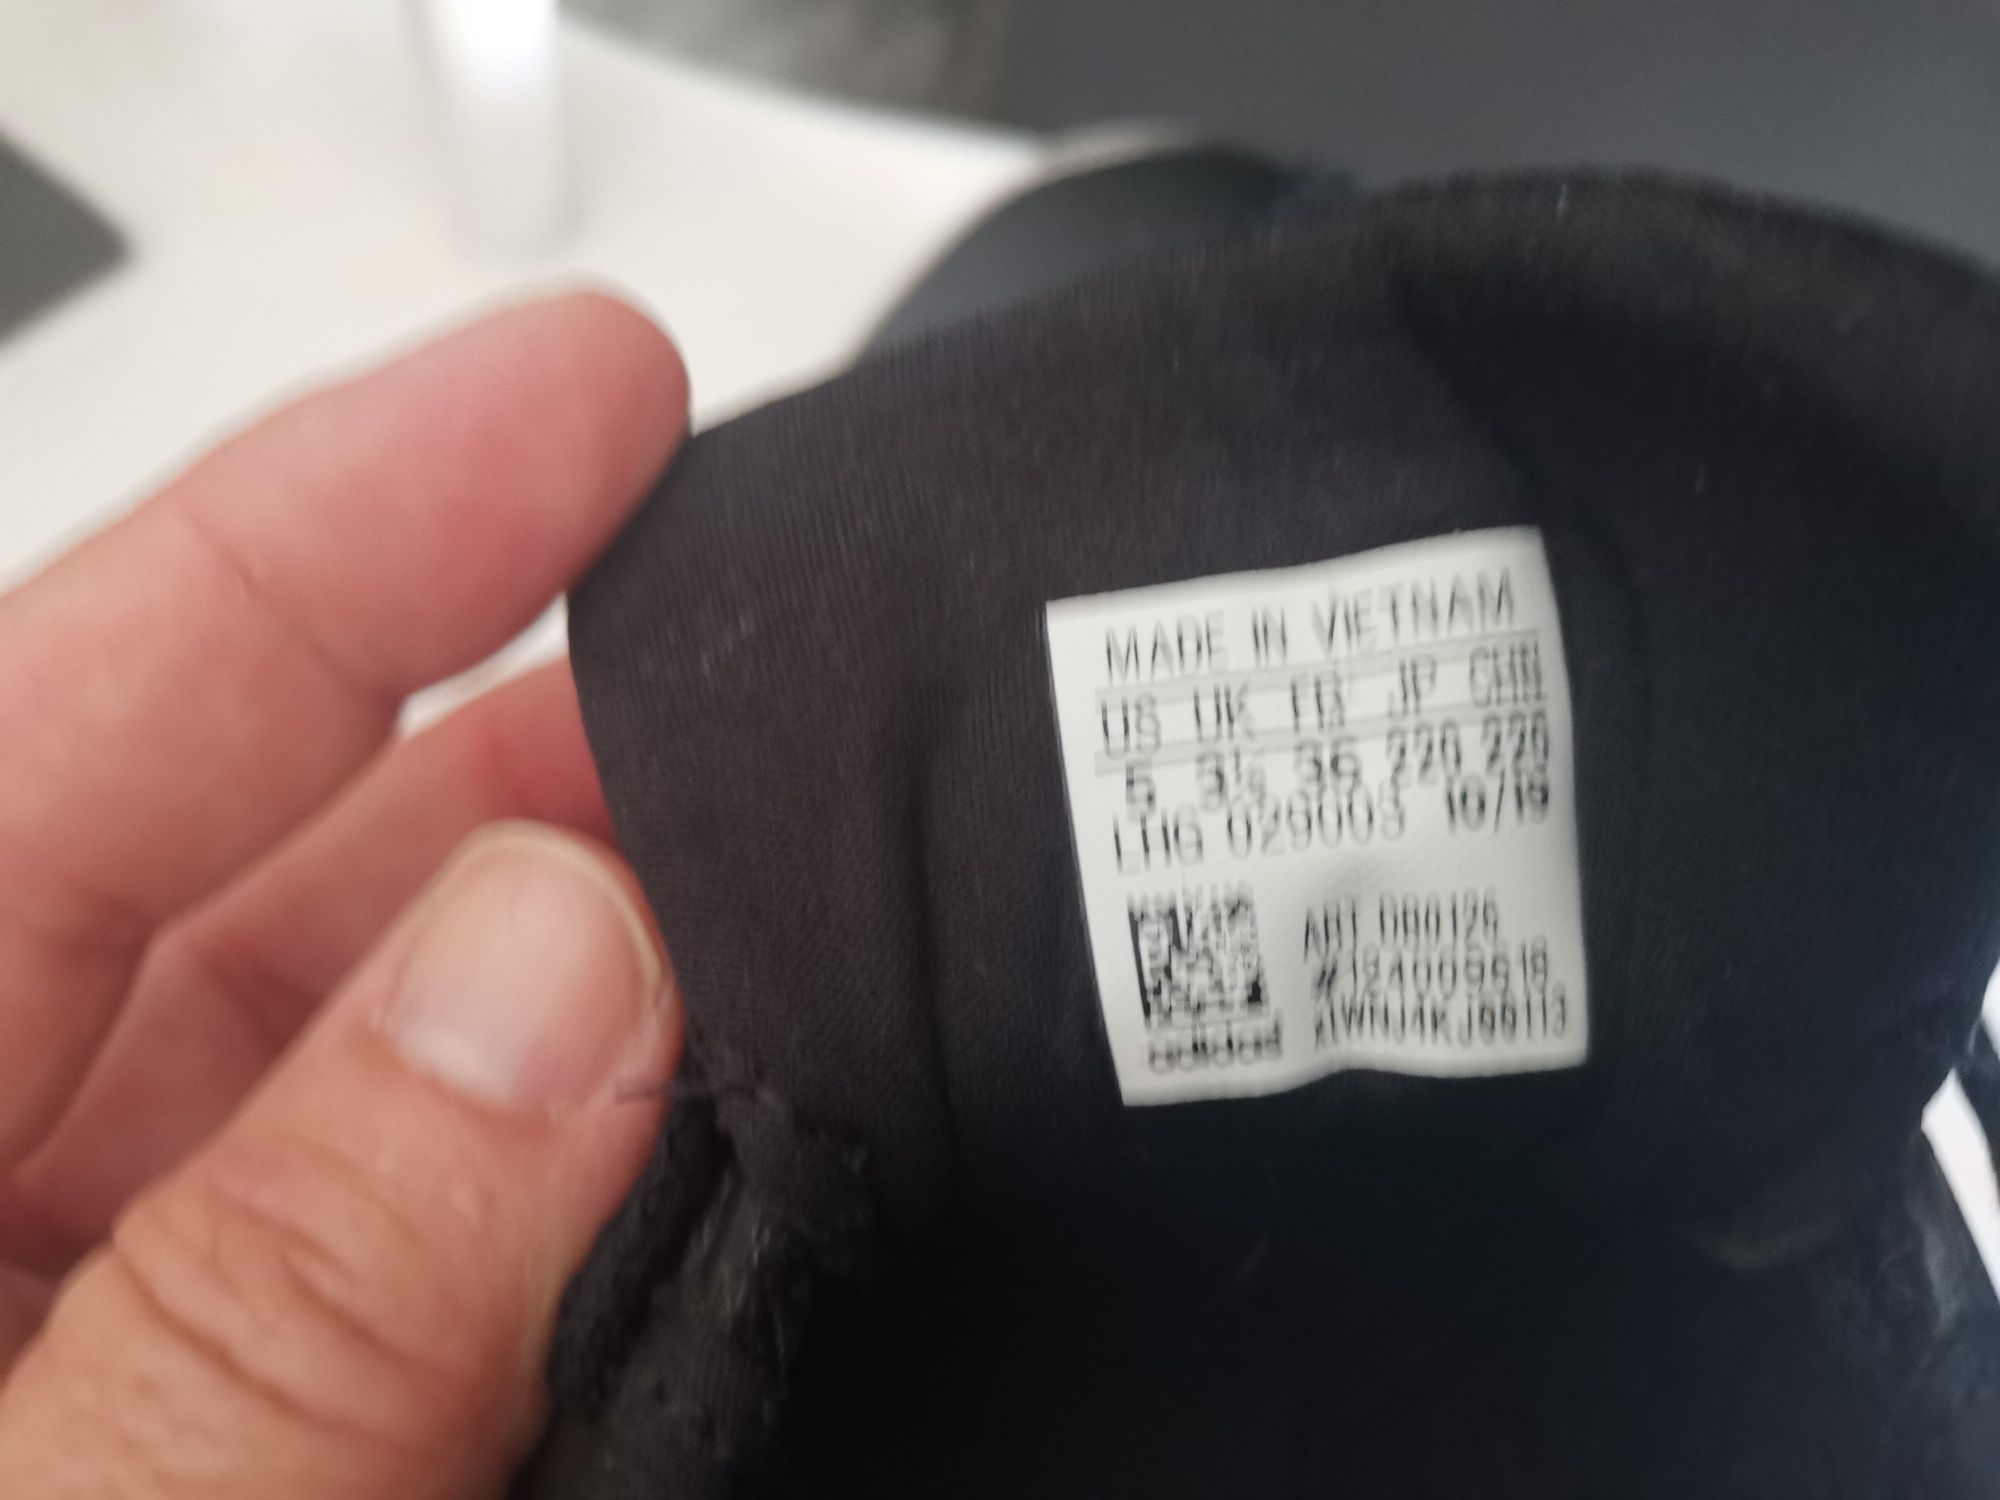 MADE IN VIETNAM
US UK FR JP CHN
5 3½ 36 220 220
LHG 029003 10/19
ART
adidas